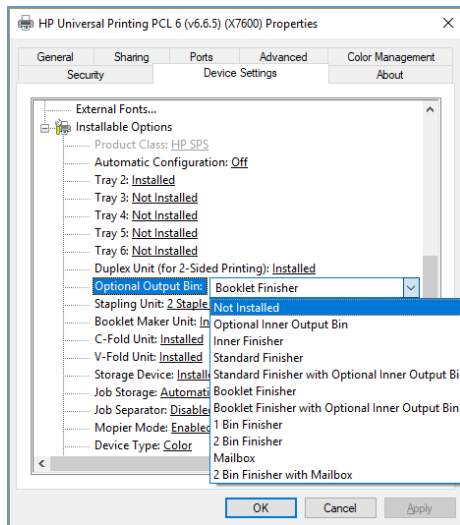 HP Universal Printing PCL 6 (v6.6.5) (X7600) Properties
General Sharing Ports Advanced Color Management
Security Device Settings About
External Fonts...
Installable Options
Product Class: HP SPS
Automatic Configuration: Off
Tray 2: Installed
Tray 3: Not Installed
Tray 4: Not Installed
Tray 5: Not Installed
Tray 6: Not Installed
Duplex Unit (for 2-Sided Printing): Installed
Optional Output Bin: Booklet Finisher
Stapling Unit: 2 Staple
Booklet Maker Unit: In
C-Fold Unit: Installed
V-Fold Unit: Installed
Storage Device: Install
Job Storage: Automati
Job Separator: Disable
Mopier Mode: Enable
Device Type: Color
Not Installed
Optional Inner Output Bin
Inner Finisher
Standard Finisher
Standard Finisher with Optional Inner Output Bi
Booklet Finisher
Booklet Finisher with Optional Inner Output Bin
1 Bin Finisher
2 Bin Finisher
Mailbox
2 Bin Finisher with Mailbox
OK Cancel Apply